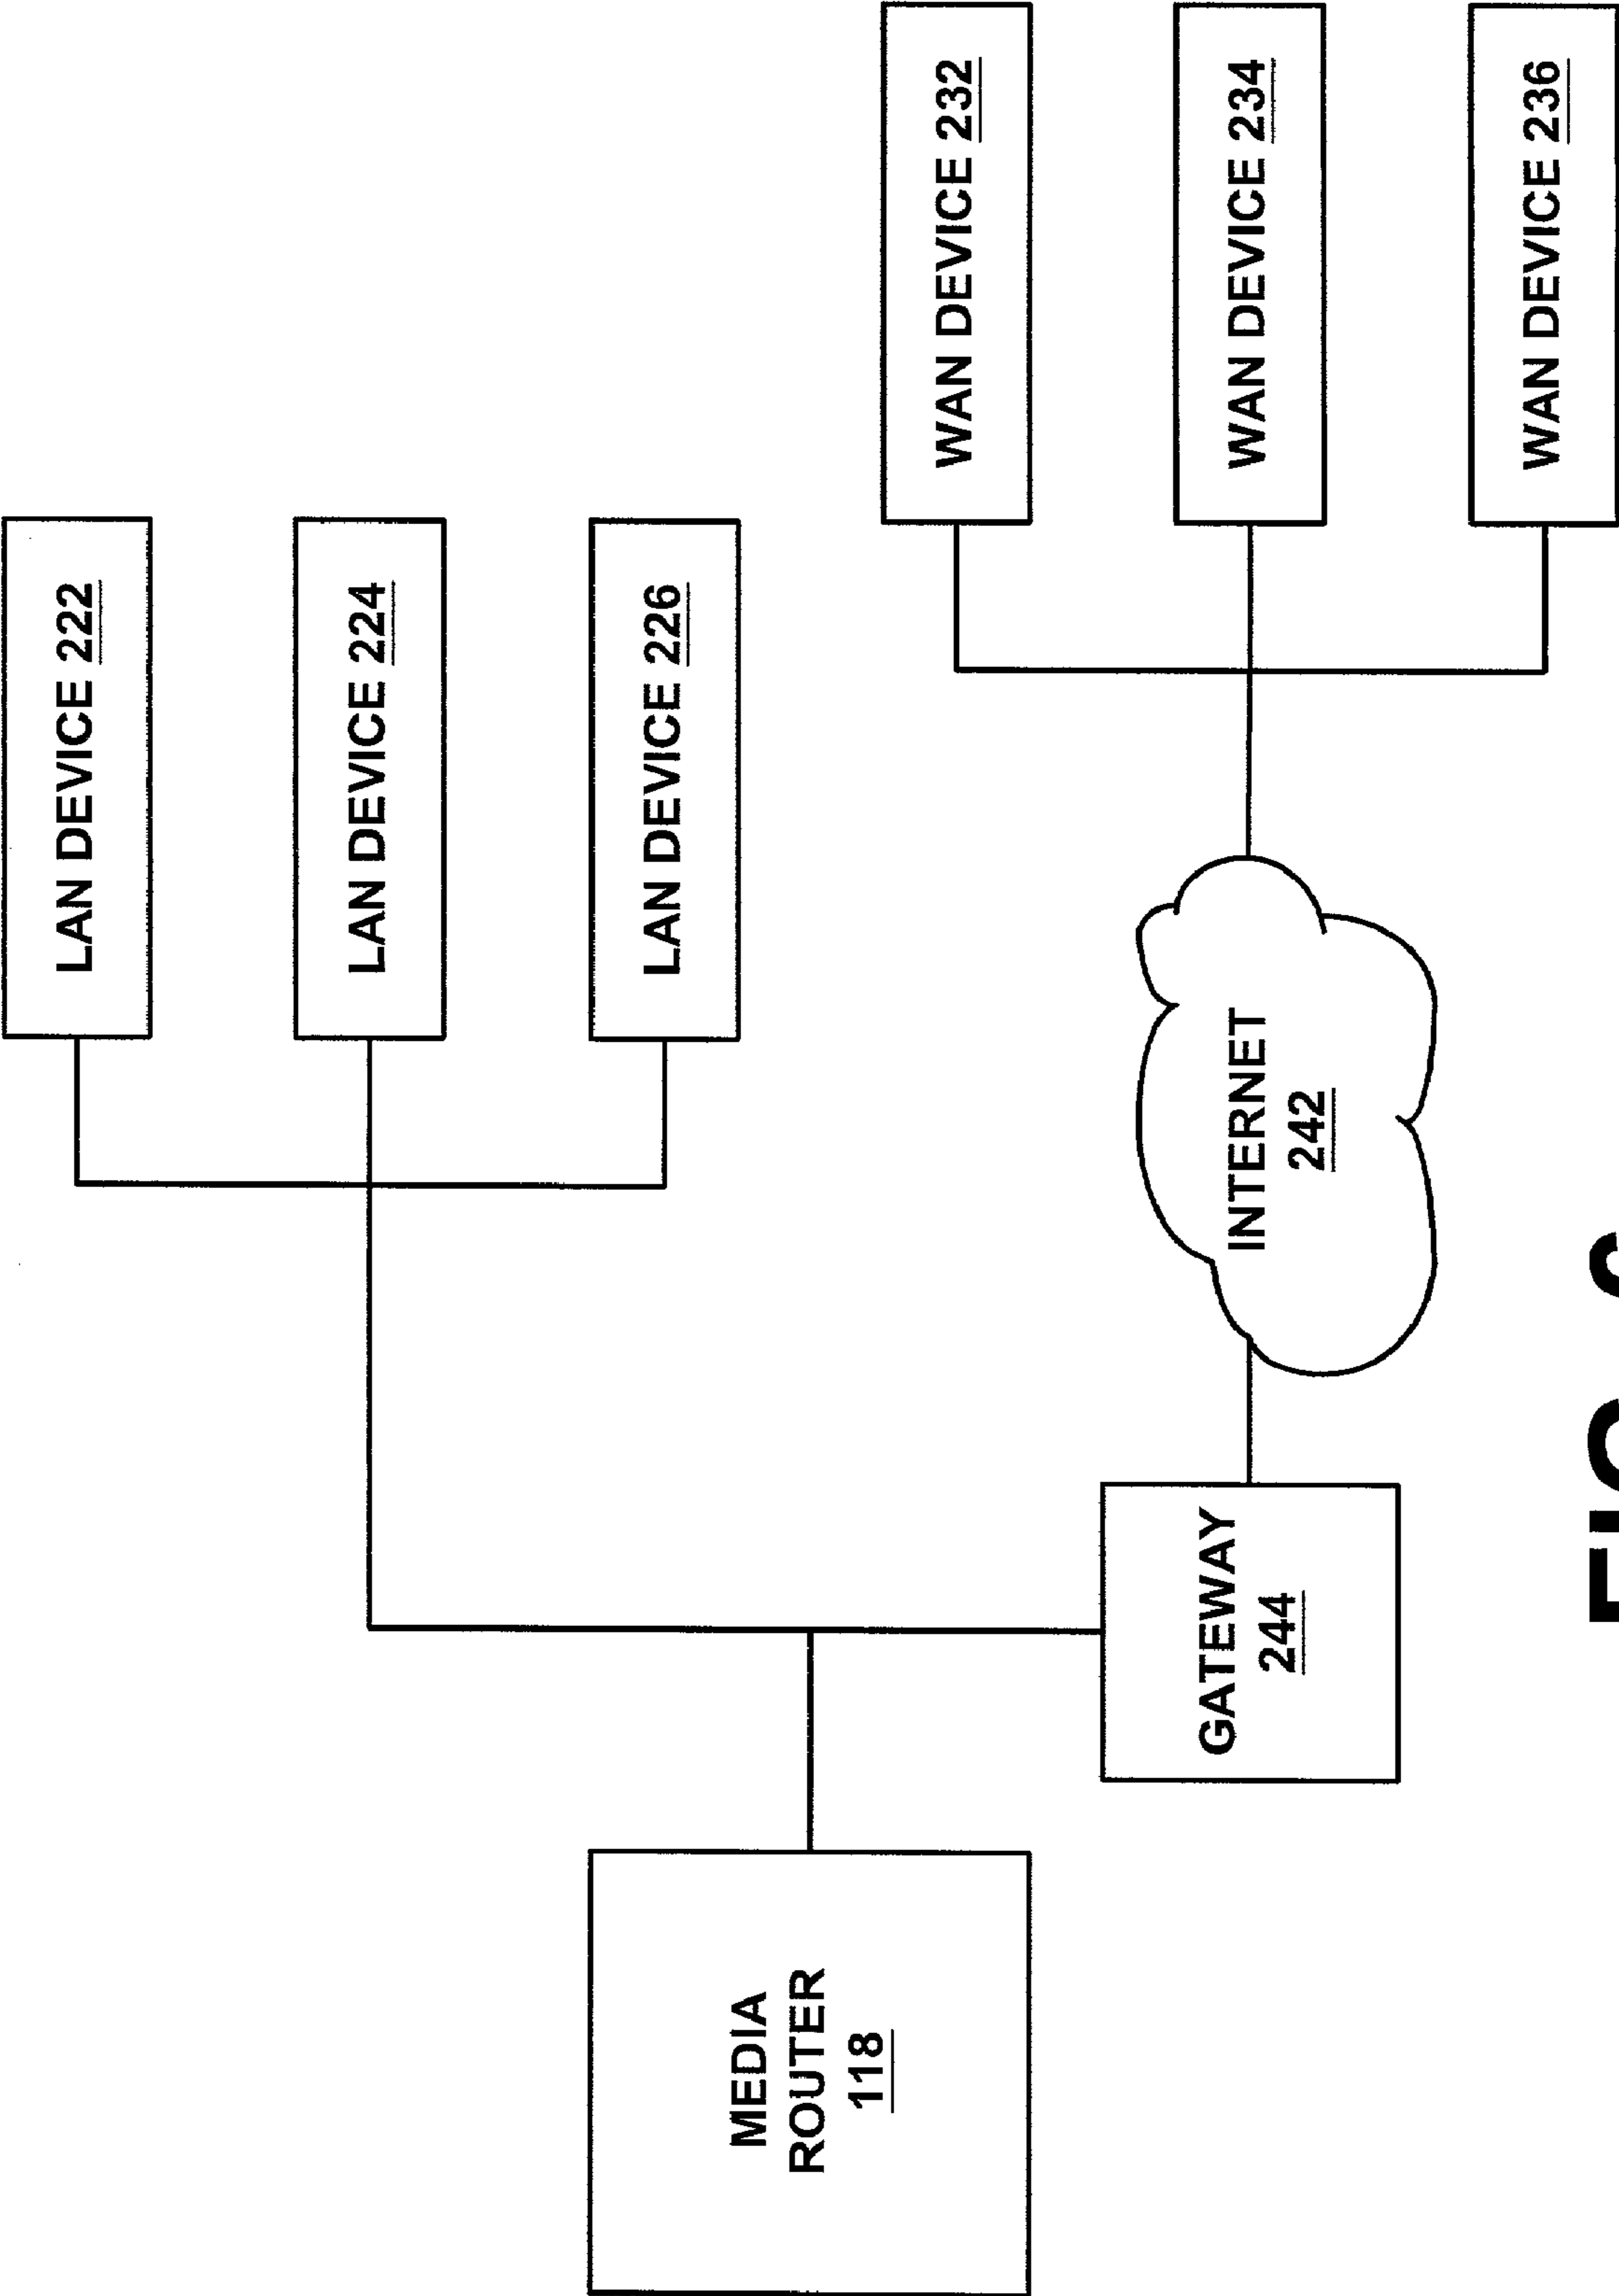 LAN DEVICE 222
LAN DEVICE 224
LAN DEVICE 226
MEDIA
ROUTER
118
WAN DEVICE 232
GATEWAY
244
INTERNET
242
WAN DEVICE 234
WAN DEVICE 236